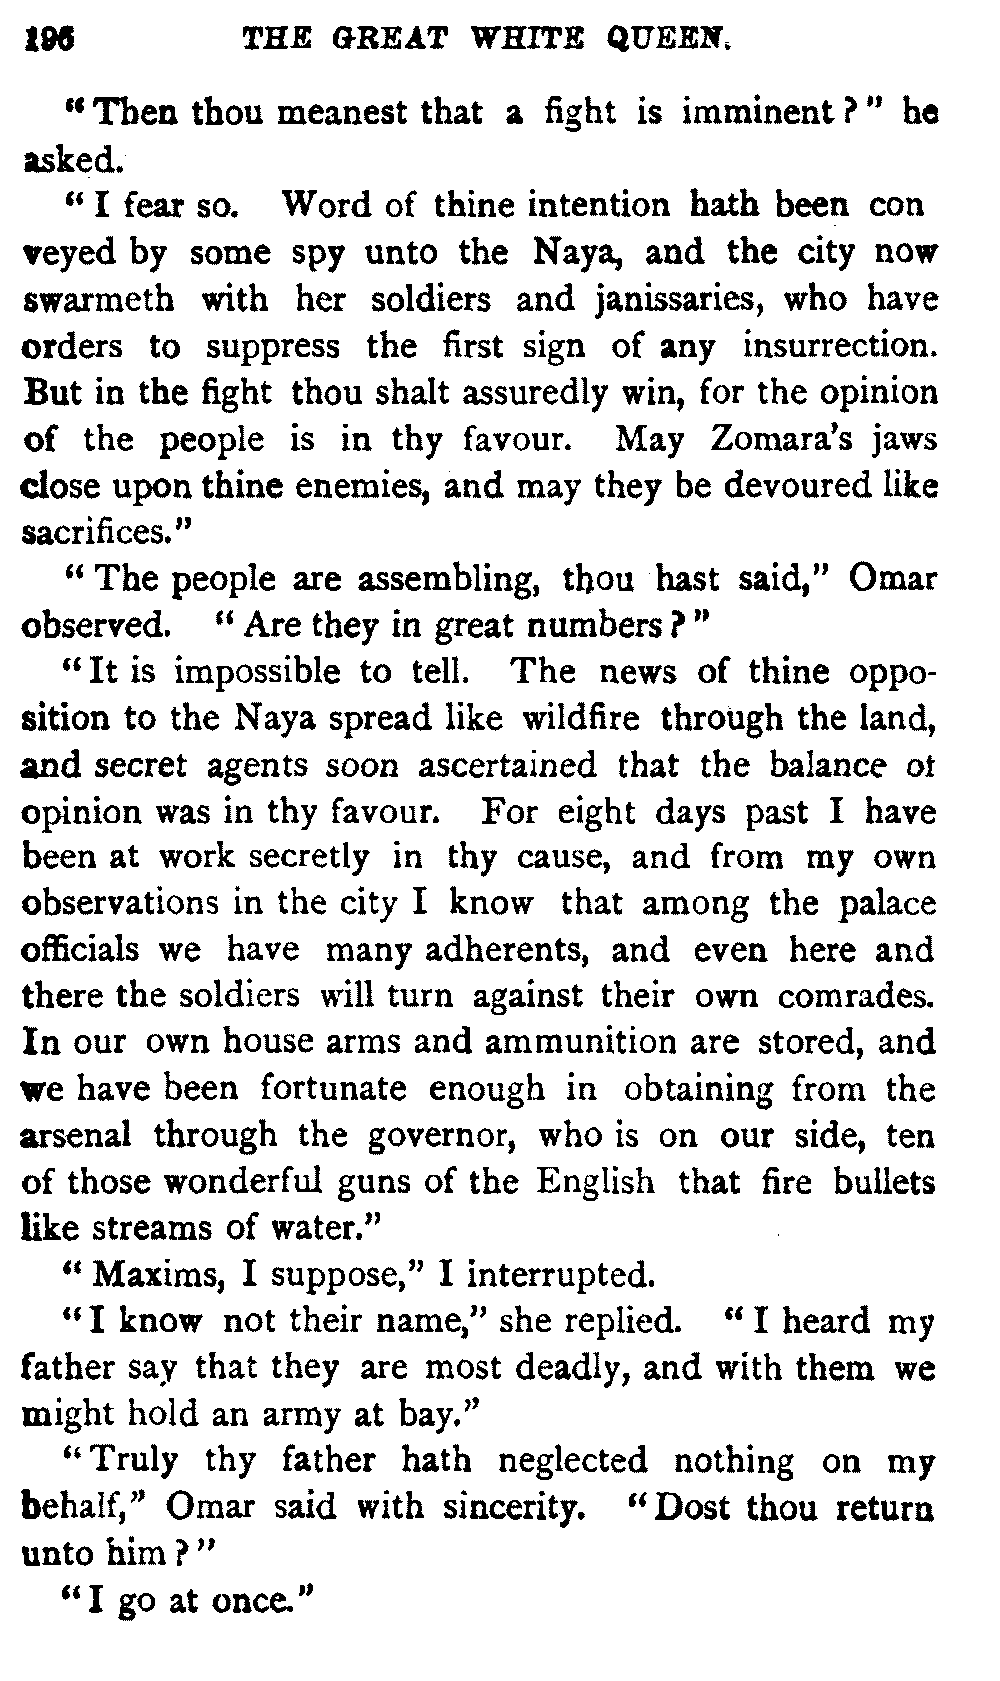 196 THE GREAT WHITE QUEEN.
"Then thou meanest that a fight is imminent?" he
asked.
"I fear so. Word of thine intention hath been con
veyed by some spy unto the Naya, and the city now
swarmeth with her soldiers and janissaries, who have
orders to suppress the first sign of any insurrection.
But in the fight thou shalt assuredly win, for the opinion
of the people is in thy favour. May Zomara's jaws
close upon thine enemies, and may they be devoured like
sacrifices."
"The people are assembling, thou hast said," Omar
observed. "Are they in great numbers?"
"It is impossible to tell. The news of thine oppo-
sition to the Naya spread like wildfire through the land,
and secret agents soon ascertained that the balance of
opinion was in thy favour. For eight days past I have
been at work secretly in thy cause, and from my own
observations in the city I know that among the palace
officials we have many adherents, and even here and
there the soldiers will turn against their own comrades.
In our own house arms and ammunition are stored, and
we have been fortunate enough in obtaining from the
arsenal through the governor, who is on our side, ten
of those wonderful guns of the English that fire bullets
like streams of water."
"Maxims, I suppose," I interrupted.
"I know not their name," she replied. "I heard my
father say that they are most deadly, and with them we
might hold an army at bay."
"Truly thy father hath neglected nothing on my
behalf," Omar said with sincerity. "Dost thou return
unto him?"
"I go at once."